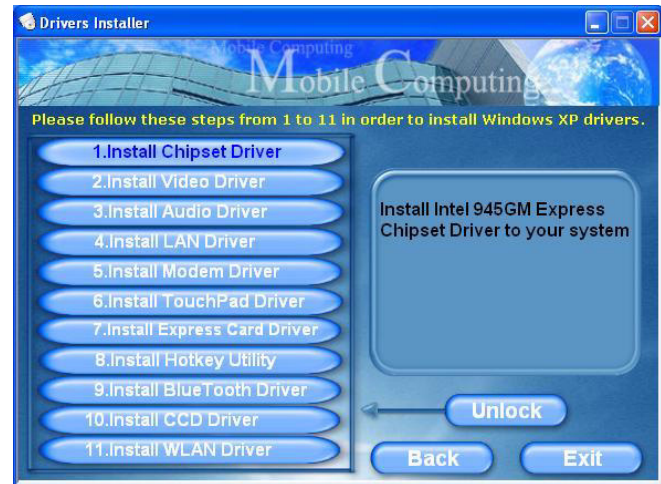 Drivers Installer
Mobile Computing
Mobile Computing
Please follow these steps from 1 to 11 in order to install Windows XP drivers.
1.Install Chipset Driver
2.Install Video Driver
3.Install Audio Driver
4.Install LAN Driver
5.Install Modem Driver
6.Install TouchPad Driver
7.Install Express Card Driver
8.Install Hotkey Utility
9.Install BlueTooth Driver
10.Install CCD Driver
11.Install WLAN Driver
Install Intel 945GM Express
Chipset Driver to your system
Unlock
Back
Exit